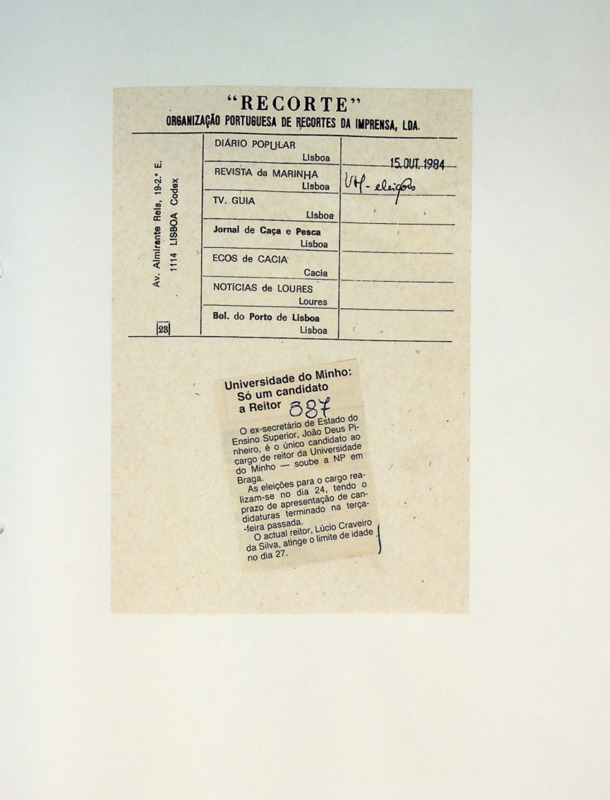 “RECORTE”
ORGANIZAÇÃO PORTUGUESA DE RECORTES DA IMPRENSA, LDA.
Av. Almirante Reis, 19-2.º E.
1114 LISBOA Codex
23
DIÁRIO POPULAR
Lisboa
15. OUT. 1984
REVISTA da MARINHA
Lisboa
UM - eleições
TV. GUIA
Lisboa
Jornal de Caça e Pesca
Lisboa
ECOS de CACIA
Cacia
NOTÍCIAS de LOURES
Loures
Bol. do Porto de Lisboa
Lisboa
Universidade do Minho:
Só um candidato
a Reitor
387
O ex-secretário de Estado do
Ensino Superior, João Deus Pi-
nheiro, é o único candidato ao
cargo de reitor da Universidade
do Minho — soube a NP em
Braga.
As eleições para o cargo rea-
lizam-se no dia 24, tendo o
prazo de apresentação de can-
didaturas terminado na terça-
-feira passada.
O actual reitor, Lúcio Craveiro
da Silva, atinge o limite de idade
no dia 27.